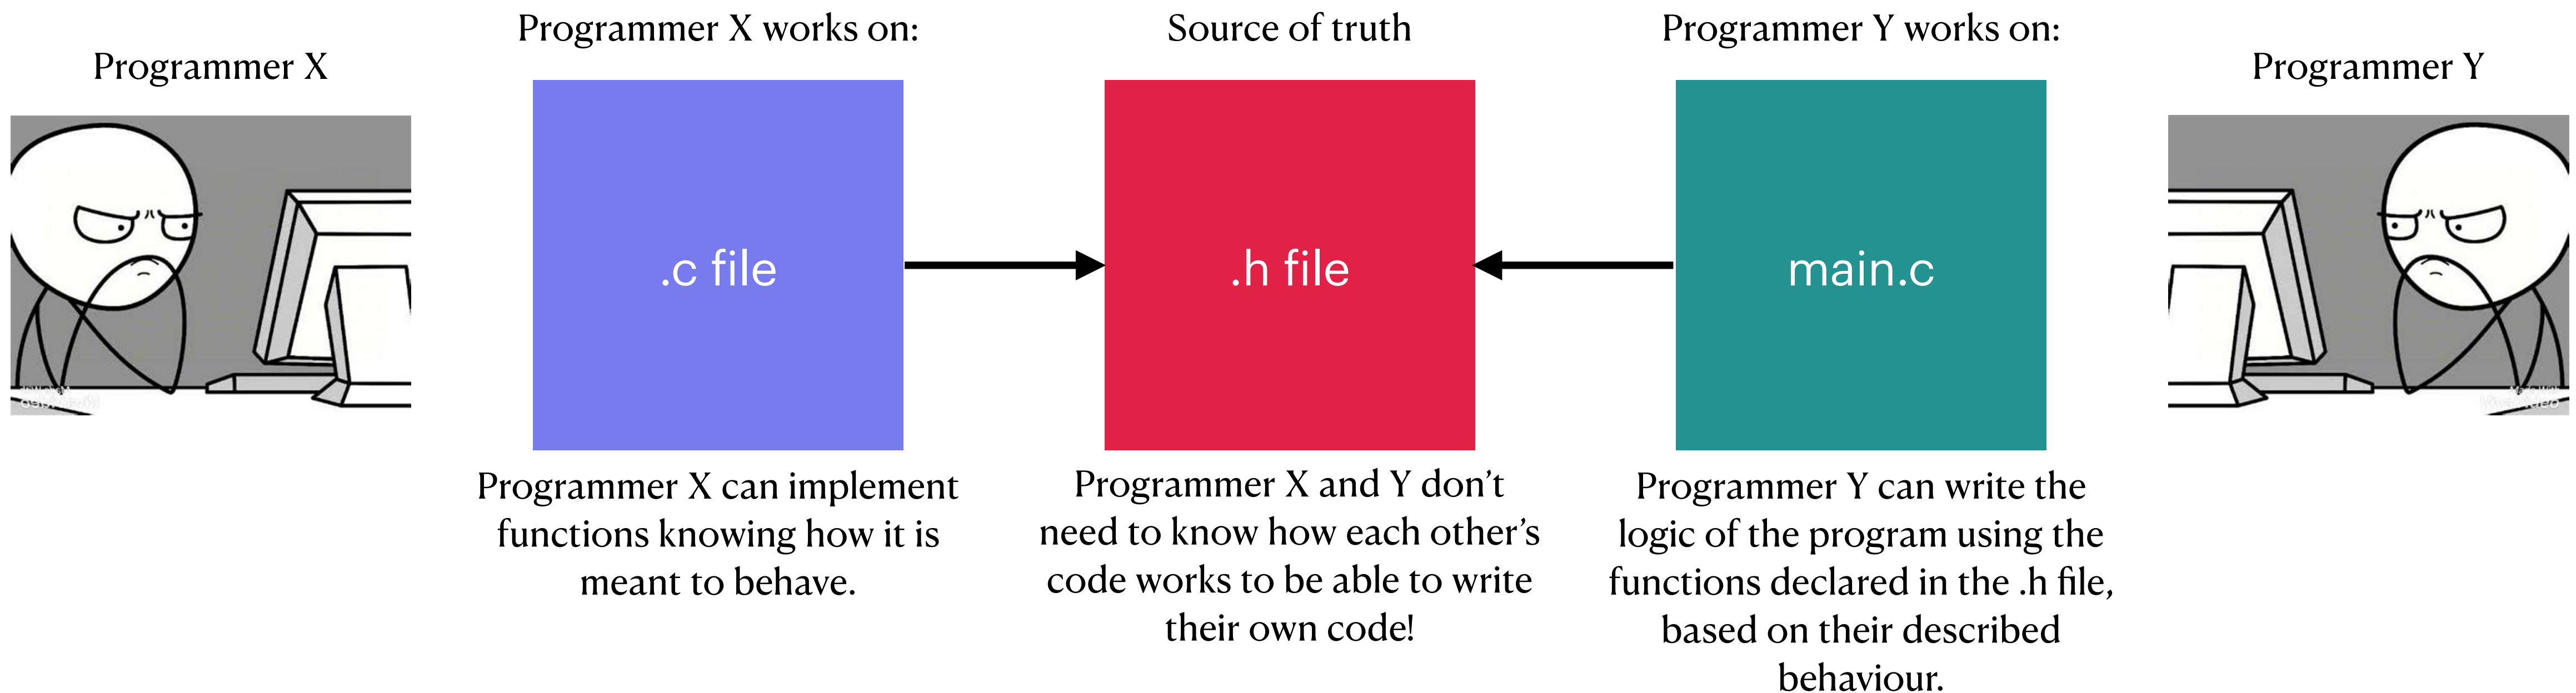 Programmer X
Programmer X works on:
.c file
Programmer X can implement
functions knowing how it is
meant to behave.
Source of truth
.h file
Programmer X and Y don’t
need to know how each other’s
code works to be able to write
their own code!
Programmer Y works on:
main.c
Programmer Y can write the
logic of the program using the
functions declared in the .h file,
based on their described
behaviour.
Programmer Y